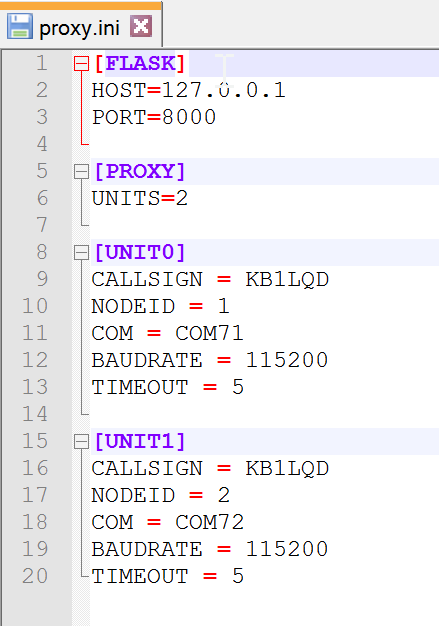 proxy.ini
1 [FLASK]
2 HOST=127.0.0.1
3 PORT=8000
4
5 [PROXY]
6 UNITS=2
7
8 [UNIT0]
9 CALLSIGN = KB1LQD
10 NODEID = 1
11 COM = COM71
12 BAUDRATE = 115200
13 TIMEOUT = 5
14
15 [UNIT1]
16 CALLSIGN = KB1LQD
17 NODEID = 2
18 COM = COM72
19 BAUDRATE = 115200
20 TIMEOUT = 5